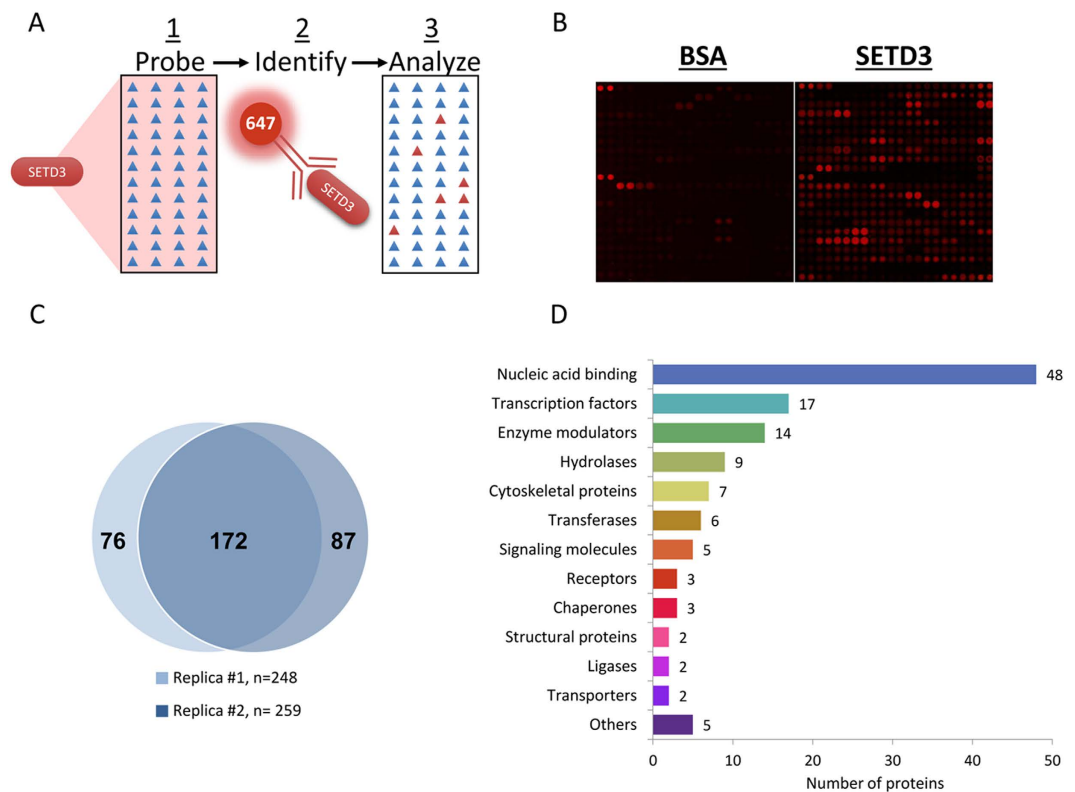 A
1
2
3
Probe
Identify
Analyze
SETD3
647
SETD3
B
BSA
SETD3
C
76
172
87
Replica #1, n=248
Replica #2, n= 259
D
Nucleic acid binding
48
Transcription factors
17
Enzyme modulators
14
Hydrolases
9
Cytoskeletal proteins
7
Transferases
6
Signaling molecules
5
Receptors
3
Chaperones
3
Structural proteins
2
Ligases
2
Transporters
2
Others
5
0
10
20
30
40
50
Number of proteins